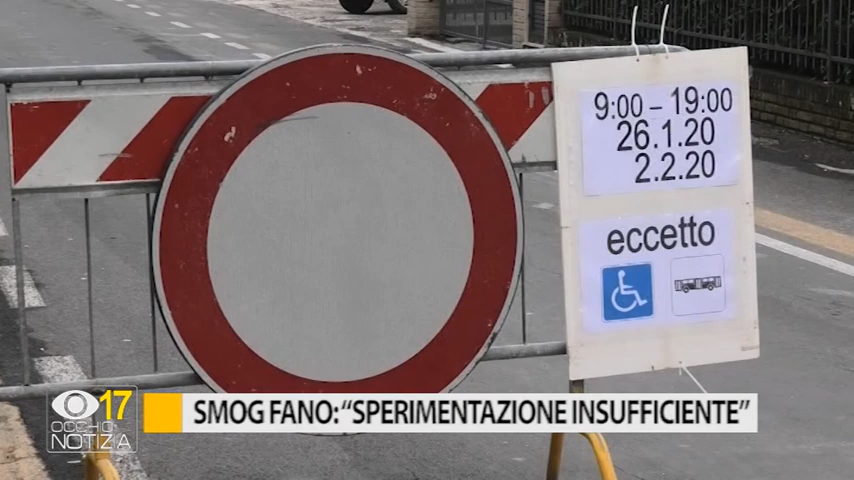 9:00 – 19:00
26.1.20
2.2.20
eccetto
17
OCCHIO
NOTIZIA
SMOG FANO: “SPERIMENTAZIONE INSUFFICIENTE”